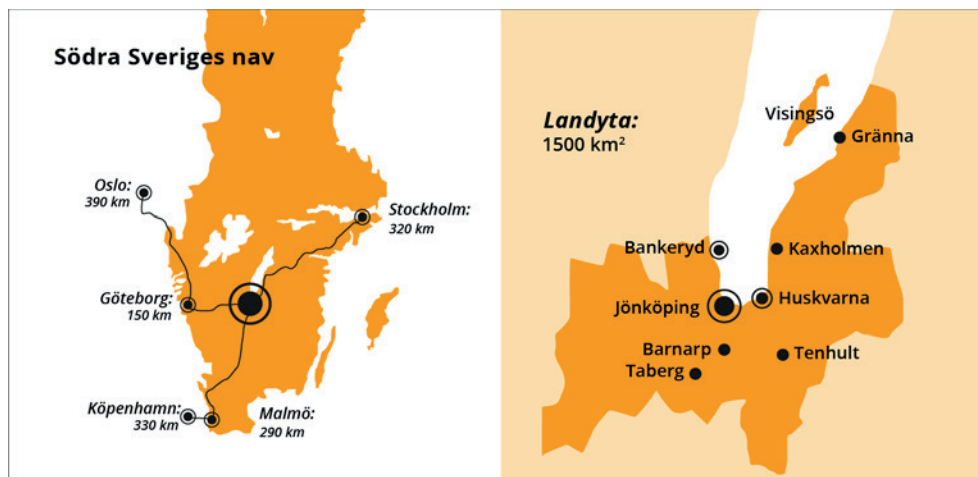 Södra Sveriges nav
Oslo:
390 km
Stockholm:
320 km
Göteborg:
150 km
Köpenhamn:
330 km
Malmö:
290 km
Landyta:
1500 km²
Visingsö
Gränna
Bankeryd
Kaxholmen
Jönköping
Huskvarna
Barnarp
Tenhult
Taberg